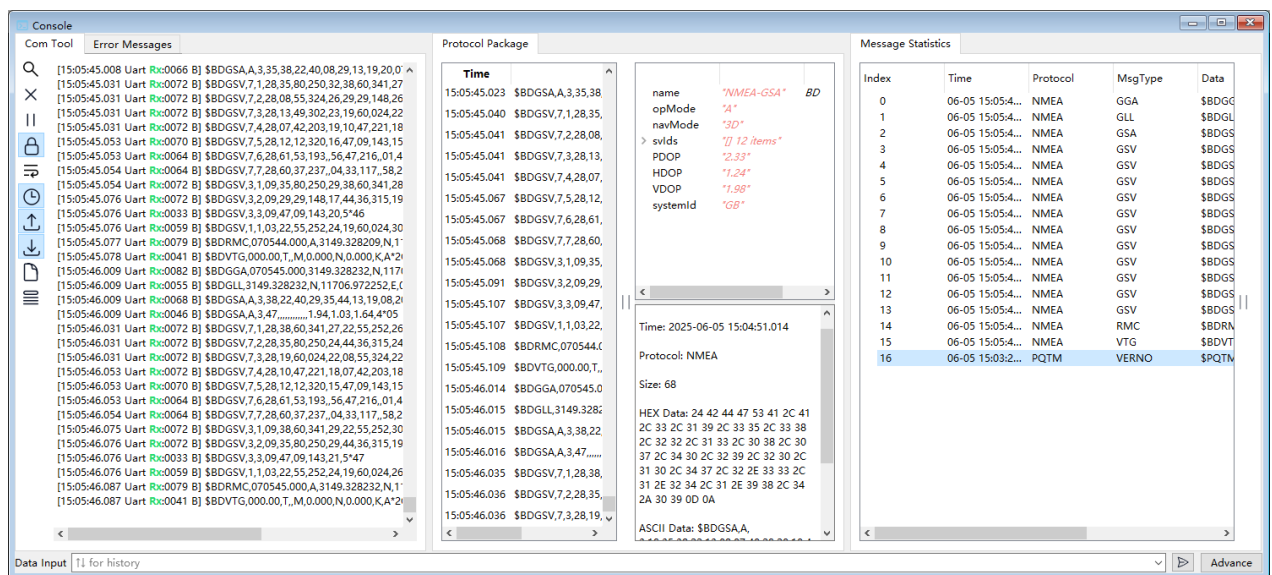 Console
Com Tool Error Messages
[15:05:45.008 Uart Rx:0066 B] $BDGSA,A,3,35,38,22,40,08,29,13,19,20,0
[15:05:45.031 Uart Rx:0072 B] $BDGSV,7,1,28,35,80,250,32,38,60,341,27
[15:05:45.031 Uart Rx:0072 B] $BDGSV,7,2,28,08,55,324,26,29,29,148,26
[15:05:45.031 Uart Rx:0072 B] $BDGSV,7,3,28,13,49,302,23,19,60,024,22
[15:05:45.031 Uart Rx:0072 B] $BDGSV,7,4,28,07,42,203,19,10,47,221,18
[15:05:45.053 Uart Rx:0070 B] $BDGSV,7,5,28,12,12,320,16,47,09,143,15
[15:05:45.053 Uart Rx:0064 B] $BDGSV,7,6,28,61,53,193,,56,47,216,,01,4
[15:05:45.054 Uart Rx:0064 B] $BDGSV,7,7,28,60,37,237,,04,33,117,,58,2
[15:05:45.054 Uart Rx:0072 B] $BDGSV,3,1,09,35,80,250,29,38,60,341,28
[15:05:45.076 Uart Rx:0072 B] $BDGSV,3,2,09,29,29,148,17,44,36,315,19
[15:05:45.076 Uart Rx:0033 B] $BDGSV,3,3,09,47,09,143,20,5*46
[15:05:45.076 Uart Rx:0059 B] $BDGSV,1,1,03,22,55,252,24,19,60,024,30
[15:05:45.077 Uart Rx:0079 B] $BDRMC,070544.000,A,3149.328209,N,1
[15:05:45.078 Uart Rx:0041 B] $BDVTG,000.00,T,,M,0.000,N,0.000,K,A*2
[15:05:46.009 Uart Rx:0082 B] $BDGGA,070545.000,3149.328232,N,117
[15:05:46.009 Uart Rx:0055 B] $BDGLL,3149.328232,N,11706.972252,E,
[15:05:46.009 Uart Rx:0068 B] $BDGSA,A,3,38,22,40,29,35,44,13,19,08,2
[15:05:46.009 Uart Rx:0046 B] $BDGSA,A,3,47,,,,,,,,,,,,1.94,1.03,1.64,4*05
[15:05:46.031 Uart Rx:0072 B] $BDGSV,7,1,28,38,60,341,27,22,55,252,26
[15:05:46.031 Uart Rx:0072 B] $BDGSV,7,2,28,35,80,250,24,44,36,315,24
[15:05:46.031 Uart Rx:0072 B] $BDGSV,7,3,28,19,60,024,22,08,55,324,22
[15:05:46.053 Uart Rx:0072 B] $BDGSV,7,4,28,10,47,221,18,07,42,203,18
[15:05:46.053 Uart Rx:0070 B] $BDGSV,7,5,28,12,12,320,15,47,09,143,15
[15:05:46.053 Uart Rx:0064 B] $BDGSV,7,6,28,61,53,193,,56,47,216,,01,4
[15:05:46.054 Uart Rx:0064 B] $BDGSV,7,7,28,60,37,237,,04,33,117,,58,2
[15:05:46.075 Uart Rx:0072 B] $BDGSV,3,1,09,38,60,341,29,22,55,252,30
[15:05:46.076 Uart Rx:0072 B] $BDGSV,3,2,09,35,80,250,29,44,36,315,19
[15:05:46.076 Uart Rx:0033 B] $BDGSV,3,3,09,47,09,143,21,5*47
[15:05:46.076 Uart Rx:0059 B] $BDGSV,1,1,03,22,55,252,24,19,60,024,26
[15:05:46.087 Uart Rx:0079 B] $BDRMC,070545.000,A,3149.328232,N,1
[15:05:46.087 Uart Rx:0041 B] $BDVTG,000.00,T,,M,0.000,N,0.000,K,A*2
Protocol Package
Time
15:05:45.023 $BDGSA,A,3,35,38,
15:05:45.040 $BDGSV,7,1,28,35,
15:05:45.041 $BDGSV,7,2,28,08,
15:05:45.041 $BDGSV,7,3,28,13,
15:05:45.041 $BDGSV,7,4,28,07,
15:05:45.067 $BDGSV,7,5,28,12,
15:05:45.067 $BDGSV,7,6,28,61,
15:05:45.068 $BDGSV,7,7,28,60,
15:05:45.068 $BDGSV,3,1,09,35,
15:05:45.091 $BDGSV,3,2,09,29,
15:05:45.107 $BDGSV,3,3,09,47,
15:05:45.107 $BDGSV,1,1,03,22,
15:05:45.108 $BDRMC,070544.0
15:05:45.109 $BDVTG,000.00,T,,
15:05:46.014 $BDGGA,070545.0
15:05:46.015 $BDGLL,3149.3282
15:05:46.015 $BDGSA,A,3,38,22,
15:05:46.016 $BDGSA,A,3,47,,,,,,
15:05:46.035 $BDGSV,7,1,28,38,
15:05:46.036 $BDGSV,7,2,28,35,
15:05:46.036 $BDGSV,7,3,28,19,
name "NMEA-GSA" BD
opMode "A"
navMode "3D"
svIds "[] 12 items"
PDOP "2.33"
HDOP "1.24"
VDOP "1.98"
systemId "GB"
Time: 2025-06-05 15:04:51.014
Protocol: NMEA
Size: 68
HEX Data: 24 42 44 47 53 41 2C 41
2C 33 2C 31 39 2C 33 35 2C 33 38
2C 32 32 2C 31 33 2C 30 38 2C 30
37 2C 34 30 2C 32 39 2C 32 30 2C
31 30 2C 34 37 2C 32 2E 33 33 2C
31 2E 32 34 2C 31 2E 39 38 2C 34
2A 30 39 0D 0A
ASCII Data: $BDGSA,A,
Message Statistics
Index Time Protocol MsgType Data
0 06-05 15:05:4... NMEA GGA $BDGG
1 06-05 15:05:4... NMEA GLL $BDGL
2 06-05 15:05:4... NMEA GSA $BDGS
3 06-05 15:05:4... NMEA GSV $BDGS
4 06-05 15:05:4... NMEA GSV $BDGS
5 06-05 15:05:4... NMEA GSV $BDGS
6 06-05 15:05:4... NMEA GSV $BDGS
7 06-05 15:05:4... NMEA GSV $BDGS
8 06-05 15:05:4... NMEA GSV $BDGS
9 06-05 15:05:4... NMEA GSV $BDGS
10 06-05 15:05:4... NMEA GSV $BDGS
11 06-05 15:05:4... NMEA GSV $BDGS
12 06-05 15:05:4... NMEA GSV $BDGS
13 06-05 15:05:4... NMEA GSV $BDGS
14 06-05 15:05:4... NMEA RMC $BDRM
15 06-05 15:05:4... NMEA VTG $BDVT
16 06-05 15:03:2... PQTM VERNO $PQTM
Data Input ↑↓ for history Advance